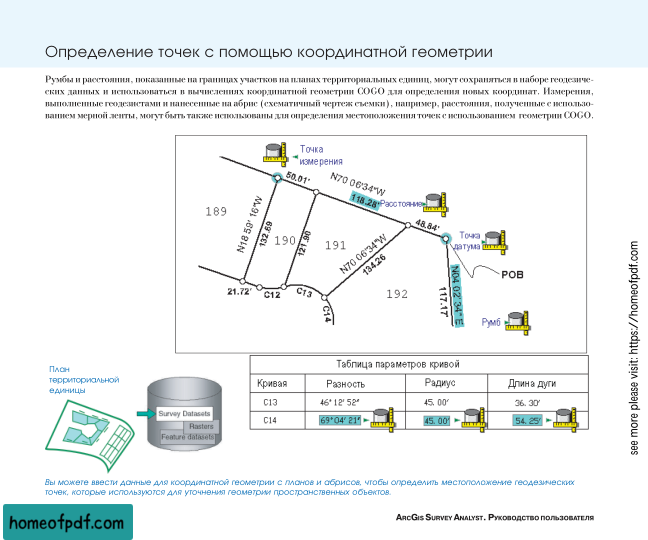 Определение точек с помощью координатной геометрии
Румбы и расстояния, показанные на границах участков на планах территориальных единиц, могут сохраняться в наборе геодезиче-
ских данных и использоваться в вычислениях координатной геометрии COGO для определения новых координат. Измерения,
выполненные геодезистами и нанесенные на абрис (схематичный чертеж съемки), например, расстояния, полученные с использо-
ванием мерной ленты, могут быть также использованы для определения местоположения точек с использованием геометрии COGO.
Точка
измерения
50.01'
N70 06'34"W
118.28'
Расстояние
189
N18 59' 16"W
132.69
190
121.90
191
48.84'
Точка
датума
N70 06'34"W
134.26
POB
192
N04 02'34" E
117.17
21.72'
C12
C13
C14
Румб
План
территориальной
единицы
Survey Datasets
Rasters
Feature datasets
Таблица параметров кривой
Кривая Разность Радиус Длина дуги
C13 46° 12' 52" 45. 00' 36. 30'
C14 69° 04' 21" 45. 00' 54. 25'
Вы можете ввести данные для координатной геометрии с планов и абрисов, чтобы определить местоположение геодезических
точек, которые используются для уточнения геометрии пространственных объектов.
ARCGIS SURVEY ANALYST. РУКОВОДСТВО ПОЛЬЗОВАТЕЛЯ
homeofpdf.com
see more please visit: https://homeofpdf.com